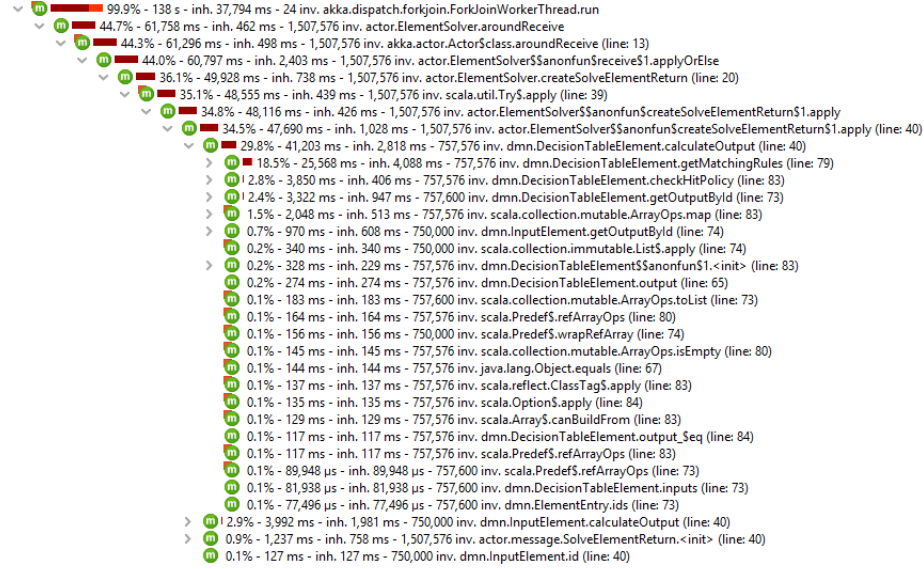 99.9% - 138 s - inh. 37,794 ms - 24 inv. akka.dispatch.forkjoin.ForkJoinWorkerThread.run
44.7% - 61,758 ms - inh. 462 ms - 1,507,576 inv. actor.ElementSolver.aroundReceive
44.3% - 61,296 ms - inh. 498 ms - 1,507,576 inv. akka.actor.Actor$class.aroundReceive (line: 13)
44.0% - 60,797 ms - inh. 2,403 ms - 1,507,576 inv. actor.ElementSolver$$anonfun$receive$1.applyOrElse
36.1% - 49,928 ms - inh. 738 ms - 1,507,576 inv. actor.ElementSolver.createSolveElementReturn (line: 20)
35.1% - 48,555 ms - inh. 439 ms - 1,507,576 inv. scala.util.Try$.apply (line: 39)
34.8% - 48,116 ms - inh. 426 ms - 1,507,576 inv. actor.ElementSolver$$anonfun$createSolveElementReturn$1.apply
34.5% - 47,690 ms - inh. 1,028 ms - 1,507,576 inv. actor.ElementSolver$$anonfun$createSolveElementReturn$1.apply (line: 40)
29.8% - 41,203 ms - inh. 2,818 ms - 757,576 inv. dmn.DecisionTableElement.calculateOutput (line: 40)
18.5% - 25,568 ms - inh. 4,088 ms - 757,576 inv. dmn.DecisionTableElement.getMatchingRules (line: 79)
2.8% - 3,850 ms - inh. 406 ms - 757,576 inv. dmn.DecisionTableElement.checkHitPolicy (line: 83)
2.4% - 3,322 ms - inh. 947 ms - 757,600 inv. dmn.DecisionTableElement.getOutputById (line: 73)
1.5% - 2,048 ms - inh. 513 ms - 757,576 inv. scala.collection.mutable.ArrayOps.map (line: 83)
0.7% - 970 ms - inh. 608 ms - 750,000 inv. dmn.InputElement.getOutputById (line: 74)
0.2% - 340 ms - inh. 340 ms - 750,000 inv. scala.collection.immutable.List$.apply (line: 74)
0.2% - 328 ms - inh. 229 ms - 757,576 inv. dmn.DecisionTableElement$$anonfun$1.<init> (line: 83)
0.2% - 274 ms - inh. 274 ms - 757,576 inv. dmn.DecisionTableElement.output (line: 65)
0.1% - 183 ms - inh. 183 ms - 757,600 inv. scala.collection.mutable.ArrayOps.toList (line: 73)
0.1% - 164 ms - inh. 164 ms - 757,576 inv. scala.Predef$.refArrayOps (line: 80)
0.1% - 156 ms - inh. 156 ms - 750,000 inv. scala.Predef$.wrapRefArray (line: 74)
0.1% - 145 ms - inh. 145 ms - 757,576 inv. scala.collection.mutable.ArrayOps.isEmpty (line: 80)
0.1% - 144 ms - inh. 144 ms - 757,576 inv. java.lang.Object.equals (line: 67)
0.1% - 137 ms - inh. 137 ms - 757,576 inv. scala.reflect.ClassTag$.apply (line: 83)
0.1% - 135 ms - inh. 135 ms - 757,576 inv. scala.Option$.apply (line: 84)
0.1% - 129 ms - inh. 129 ms - 757,576 inv. scala.Array$.canBuildFrom (line: 83)
0.1% - 117 ms - inh. 117 ms - 757,576 inv. dmn.DecisionTableElement.output_$eq (line: 84)
0.1% - 117 ms - inh. 117 ms - 757,576 inv. scala.Predef$.refArrayOps (line: 83)
0.1% - 89,948 µs - inh. 89,948 µs - 757,600 inv. scala.Predef$.refArrayOps (line: 73)
0.1% - 81,938 µs - inh. 81,938 µs - 757,600 inv. dmn.DecisionTableElement.inputs (line: 73)
0.1% - 77,496 µs - inh. 77,496 µs - 757,600 inv. dmn.ElementEntry.ids (line: 73)
2.9% - 3,992 ms - inh. 1,981 ms - 750,000 inv. dmn.InputElement.calculateOutput (line: 40)
0.9% - 1,237 ms - inh. 758 ms - 1,507,576 inv. actor.message.SolveElementReturn.<init> (line: 40)
0.1% - 127 ms - inh. 127 ms - 750,000 inv. dmn.InputElement.id (line: 40)